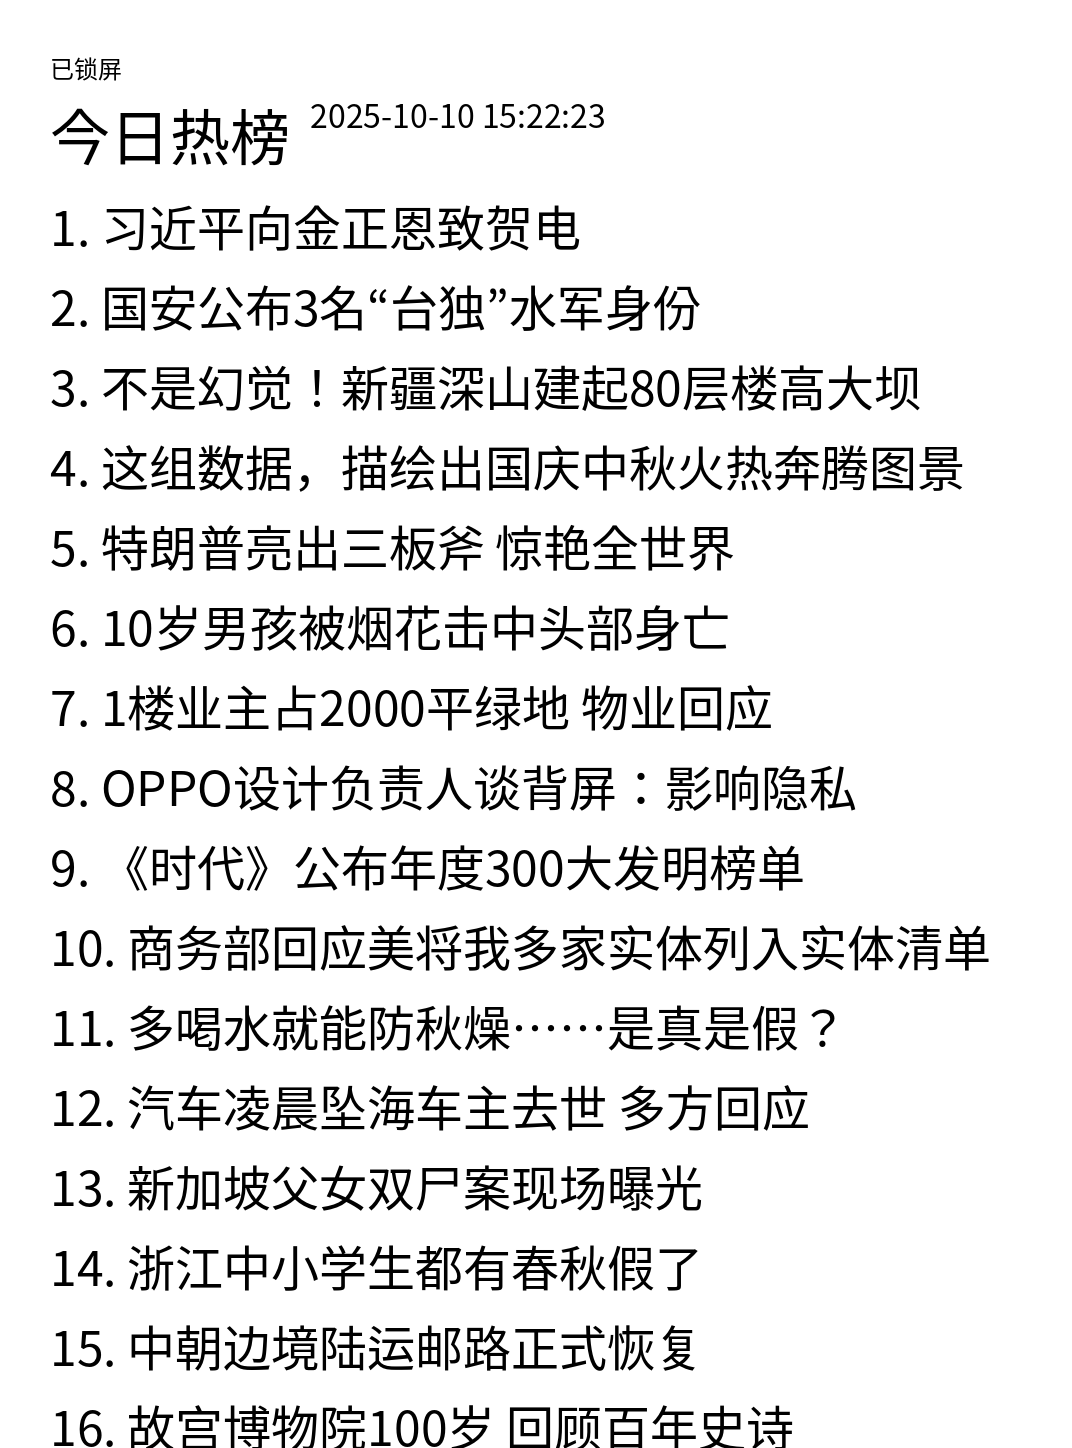 已锁屏
今日热榜 2025-10-10 15:22:23
1. 习近平向金正恩致贺电
2. 国安公布3名“台独”水军身份
3. 不是幻觉！新疆深山建起80层楼高大坝
4. 这组数据，描绘出国庆中秋火热奔腾图景
5. 特朗普亮出三板斧 惊艳全世界
6. 10岁男孩被烟花击中头部身亡
7. 1楼业主占2000平绿地 物业回应
8. OPPO设计负责人谈背屏：影响隐私
9. 《时代》公布年度300大发明榜单
10. 商务部回应美将我多家实体列入实体清单
11. 多喝水就能防秋燥……是真是假？
12. 汽车凌晨坠海车主去世 多方回应
13. 新加坡父女双尸案现场曝光
14. 浙江中小学生都有春秋假了
15. 中朝边境陆运邮路正式恢复
16. 故宫博物院100岁 回顾百年史诗